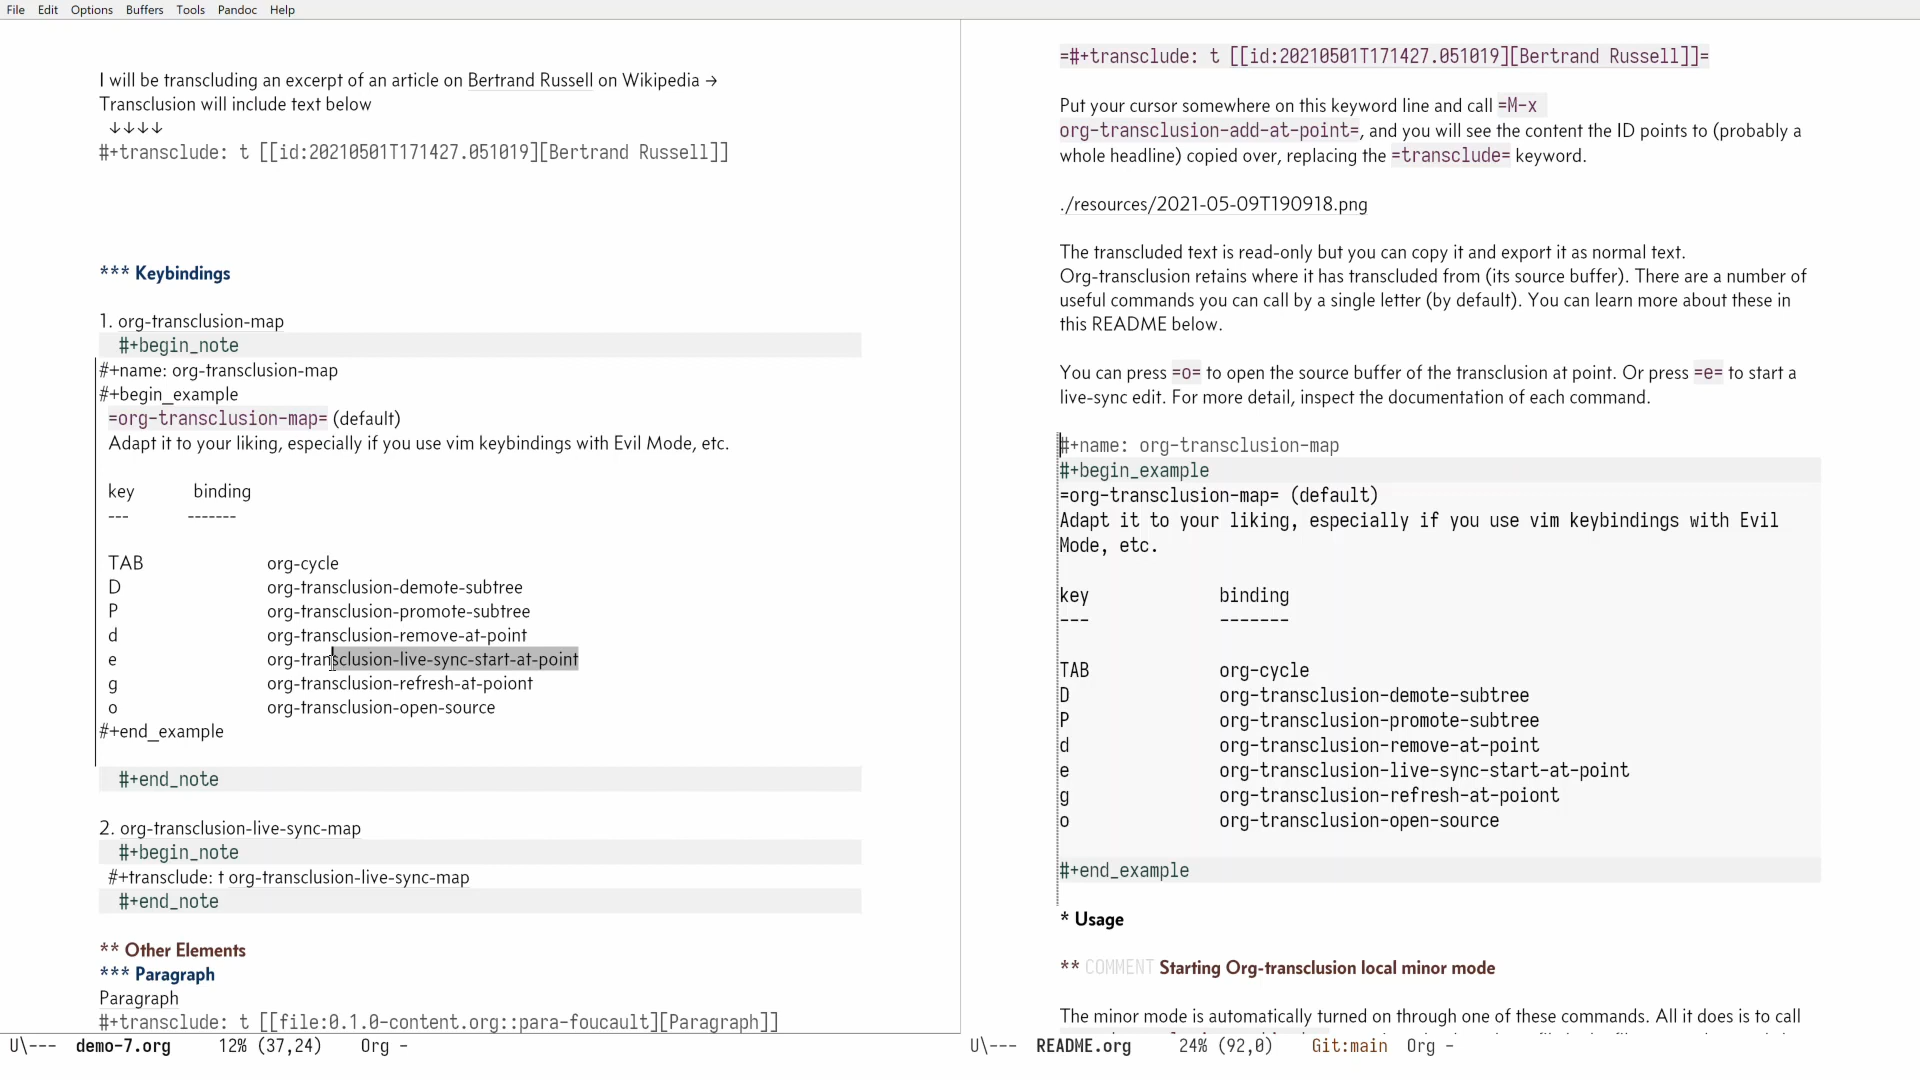 File Edit Options Buffers Tools Pandoc Help
I will be transcluding an excerpt of an article on Bertrand Russell on Wikipedia →
Transclusion will include text below
↓↓↓↓
#+transclude: t [[id:20210501T171427.051019][Bertrand Russell]]
*** Keybindings
1. org-transclusion-map
#+begin_note
#+name: org-transclusion-map
#+begin_example
=org-transclusion-map= (default)
Adapt it to your liking, especially if you use vim keybindings with Evil Mode, etc.
key binding
--- -------
TAB org-cycle
D org-transclusion-demote-subtree
P org-transclusion-promote-subtree
d org-transclusion-remove-at-point
e org-transclusion-live-sync-start-at-point
g org-transclusion-refresh-at-poiont
o org-transclusion-open-source
#+end_example
#+end_note
2. org-transclusion-live-sync-map
#+begin_note
#+transclude: t org-transclusion-live-sync-map
#+end_note
** Other Elements
*** Paragraph
Paragraph
#+transclude: t [[file:0.1.0-content.org::para-foucault][Paragraph]]
U\--- demo-7.org 12% (37,24) Org -
=#+transclude: t [[id:20210501T171427.051019][Bertrand Russell]]=
Put your cursor somewhere on this keyword line and call =M-x
org-transclusion-add-at-point=, and you will see the content the ID points to (probably a
whole headline) copied over, replacing the =transclude= keyword.
./resources/2021-05-09T190918.png
The transcluded text is read-only but you can copy it and export it as normal text.
Org-transclusion retains where it has transcluded from (its source buffer). There are a number of
useful commands you can call by a single letter (by default). You can learn more about these in
this README below.
You can press =o= to open the source buffer of the transclusion at point. Or press =e= to start a
live-sync edit. For more detail, inspect the documentation of each command.
#+name: org-transclusion-map
#+begin_example
=org-transclusion-map= (default)
Adapt it to your liking, especially if you use vim keybindings with Evil
Mode, etc.
key binding
--- -------
TAB org-cycle
D org-transclusion-demote-subtree
P org-transclusion-promote-subtree
d org-transclusion-remove-at-point
e org-transclusion-live-sync-start-at-point
g org-transclusion-refresh-at-poiont
o org-transclusion-open-source
#+end_example
* Usage
** COMMENT Starting Org-transclusion local minor mode
The minor mode is automatically turned on through one of these commands. All it does is to call
U\--- README.org 24% (92,0) Git:main Org -